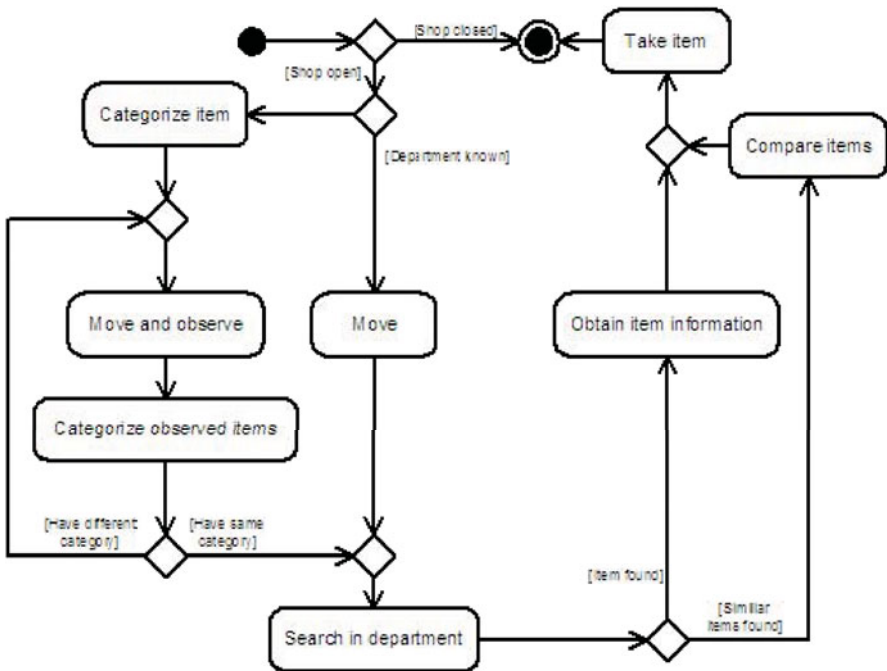 [Shop closed]
Take item
[Shop open]
Categorize item
Compare items
[Department known]
Move and observe
Move
Obtain item information
Categorize observed items
[Have different
category]
[Have same
category]
[Item found]
[Similiar
items found]
Search in department